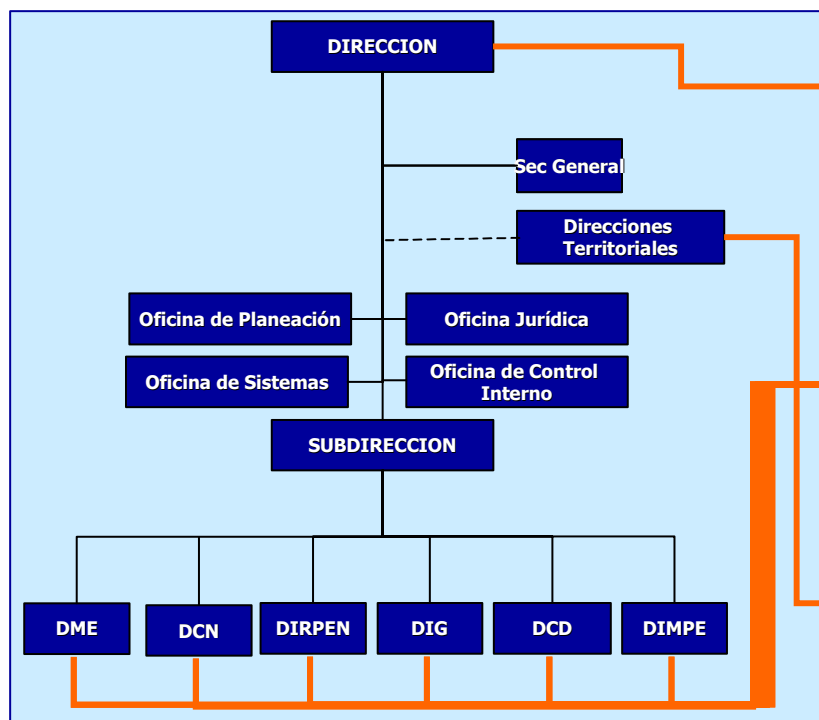 DIRECCION
Sec General
Direcciones
Territoriales
Oficina de Planeación
Oficina Jurídica
Oficina de Sistemas
Oficina de Control
Interno
SUBDIRECCION
DME
DCN
DIRPEN
DIG
DCD
DIMPE